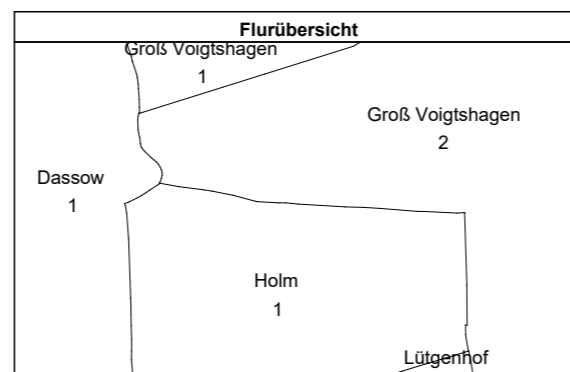 Flurübersicht
Groß Voigtshagen
1
Groß Voigtshagen
2
Dassow
1
Holm
1
Lütgenhof